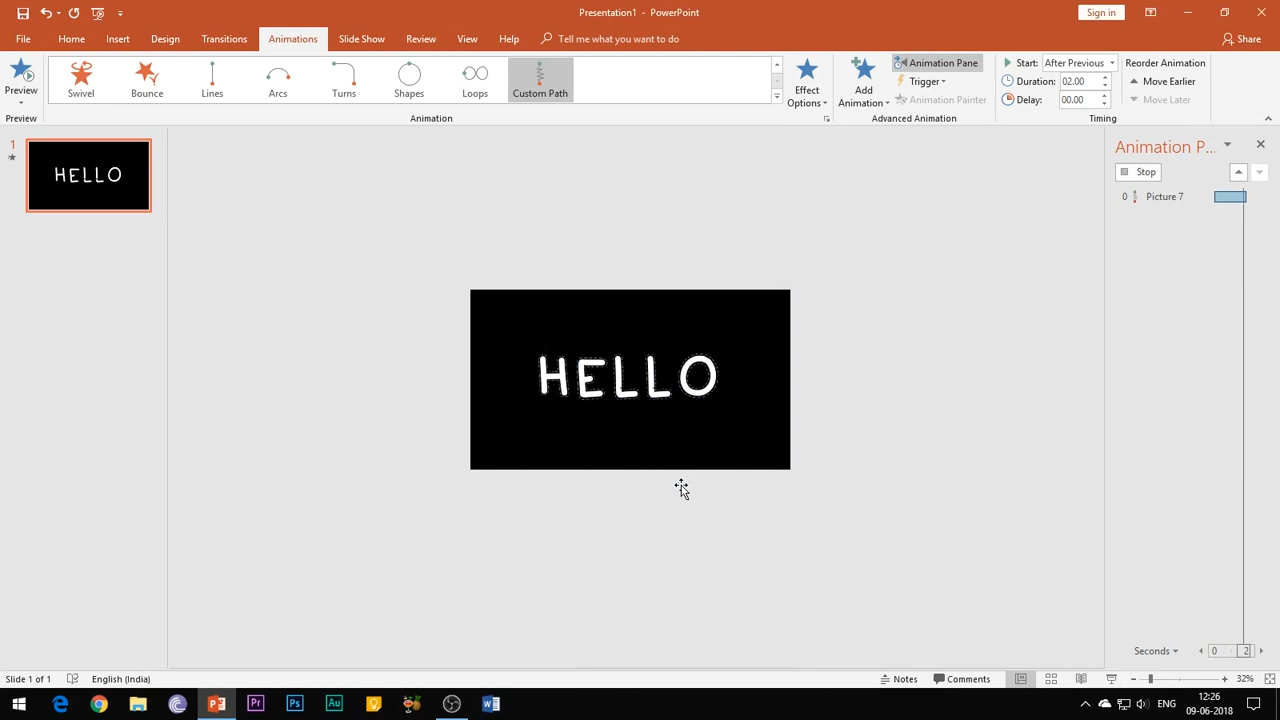 Presentation1 - PowerPoint
Sign in
File Home Insert Design Transitions Animations Slide Show Review View Help Tell me what you want to do Share
Preview
Swivel Bounce Lines Arcs Turns Shapes Loops Custom Path
Effect Options
Add Animation
Animation Pane
Trigger
Animation Painter
Start: After Previous
Duration: 02.00
Delay: 00.00
Reorder Animation
Move Earlier
Move Later
Preview Animation Advanced Animation Timing
1
HELLO
HELLO
Animation P...
Stop
0 Picture 7
Seconds 0 2
Slide 1 of 1 English (India) Notes Comments 32%
Pr Ps Au
ENG
12:26
09-06-2018